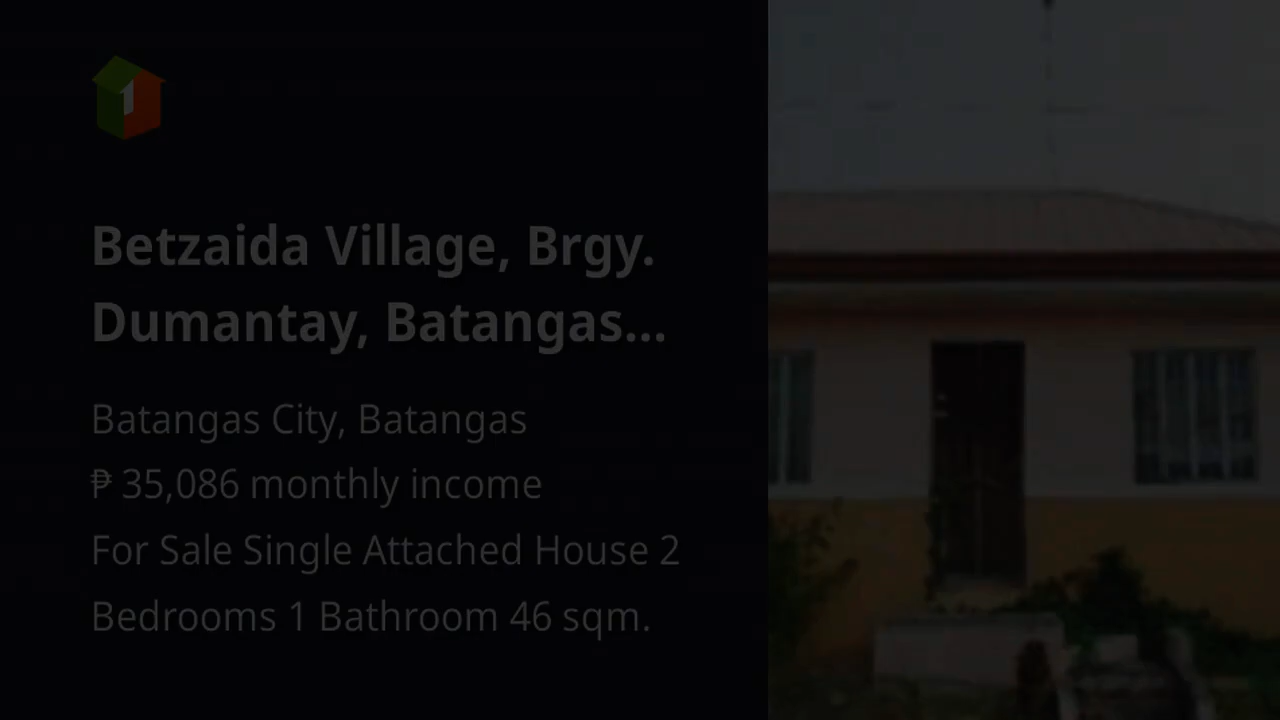 Betzaida Village, Brgy.
Dumantay, Batangas...
Batangas City, Batangas
₱ 35,086 monthly income
For Sale Single Attached House 2
Bedrooms 1 Bathroom 46 sqm.